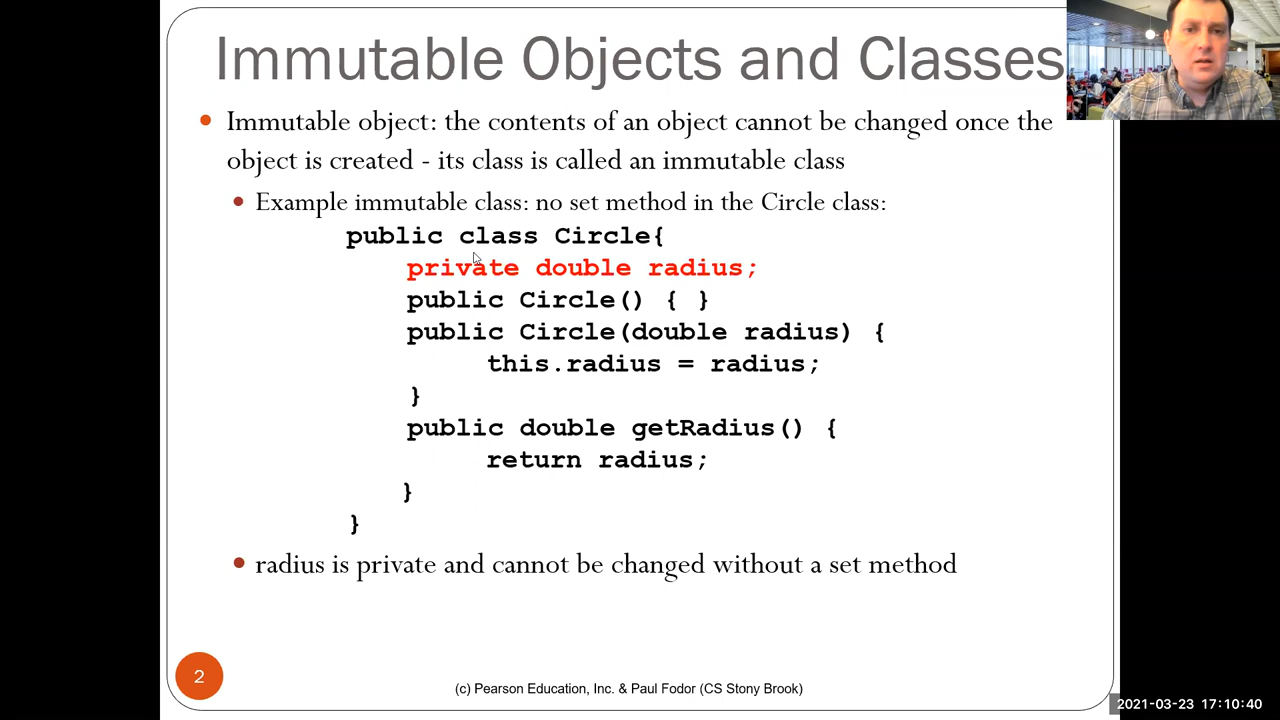 Immutable Objects and Classes
• Immutable object: the contents of an object cannot be changed once the
object is created - its class is called an immutable class
• Example immutable class: no set method in the Circle class:
public class Circle{
private double radius;
public Circle() { }
public Circle(double radius) {
this.radius = radius;
}
public double getRadius() {
return radius;
}
}
• radius is private and cannot be changed without a set method
2
(c) Pearson Education, Inc. & Paul Fodor (CS Stony Brook)
2021-03-23 17:10:40